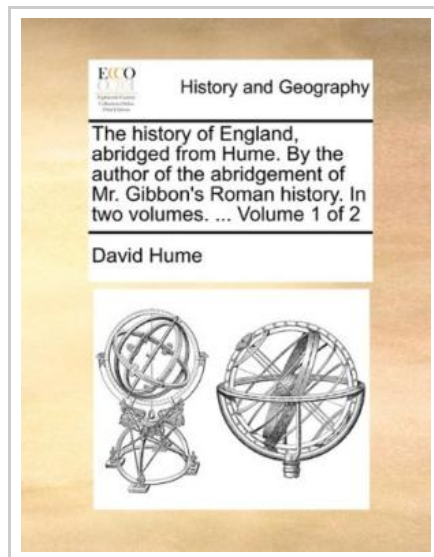 ECCO
History and Geography
The history of England,
abridged from Hume. By the
author of the abridgement of
Mr. Gibbon's Roman history. In
two volumes. ... Volume 1 of 2
David Hume